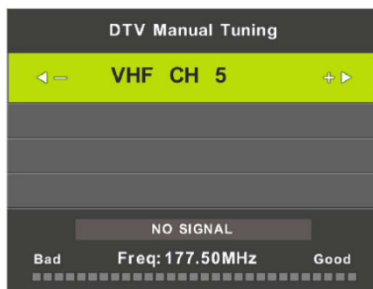 DTV Manual Tuning
VHF CH 5
NO SIGNAL
Bad Freq:177.50MHz Good